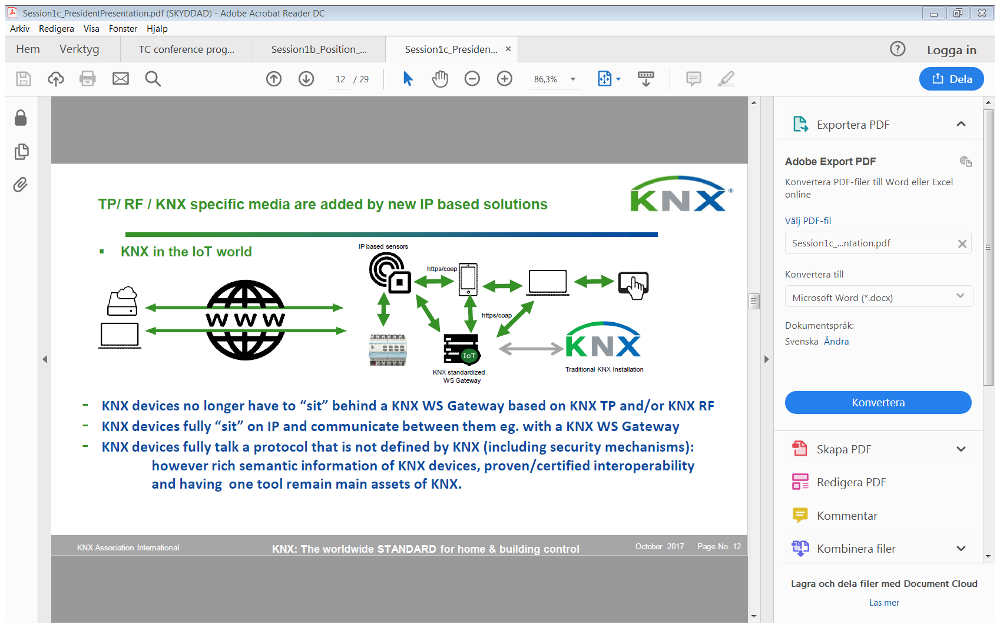 Session1c_PresidentPresentation.pdf (SKYDDAD) - Adobe Acrobat Reader DC
Arkiv Redigera Visa Fönster Hjälp
Hem Verktyg TC conference prog... Session1b_Position_... Session1c_Presiden... Logga in
12 / 29 86,3% Dela
KNX®
TP/ RF / KNX specific media are added by new IP based solutions
▪ KNX in the IoT world
IP based sensors
https/coap
WWW
https/coap
IoT
KNX
KNX standardized
WS Gateway
Traditional KNX Installation
- KNX devices no longer have to “sit” behind a KNX WS Gateway based on KNX TP and/or KNX RF
- KNX devices fully “sit” on IP and communicate between them eg. with a KNX WS Gateway
- KNX devices fully talk a protocol that is not defined by KNX (including security mechanisms):
however rich semantic information of KNX devices, proven/certified interoperability
and having one tool remain main assets of KNX.
KNX Association International KNX: The worldwide STANDARD for home & building control October 2017 Page No. 12
Exportera PDF
Adobe Export PDF
Konvertera PDF-filer till Word eller Excel
online
Välj PDF-fil
Session1c_...ntation.pdf
Konvertera till
Microsoft Word (*.docx)
Dokumentspråk:
Svenska Ändra
Konvertera
Skapa PDF
Redigera PDF
Kommentar
Kombinera filer
Lagra och dela filer med Document Cloud
Läs mer